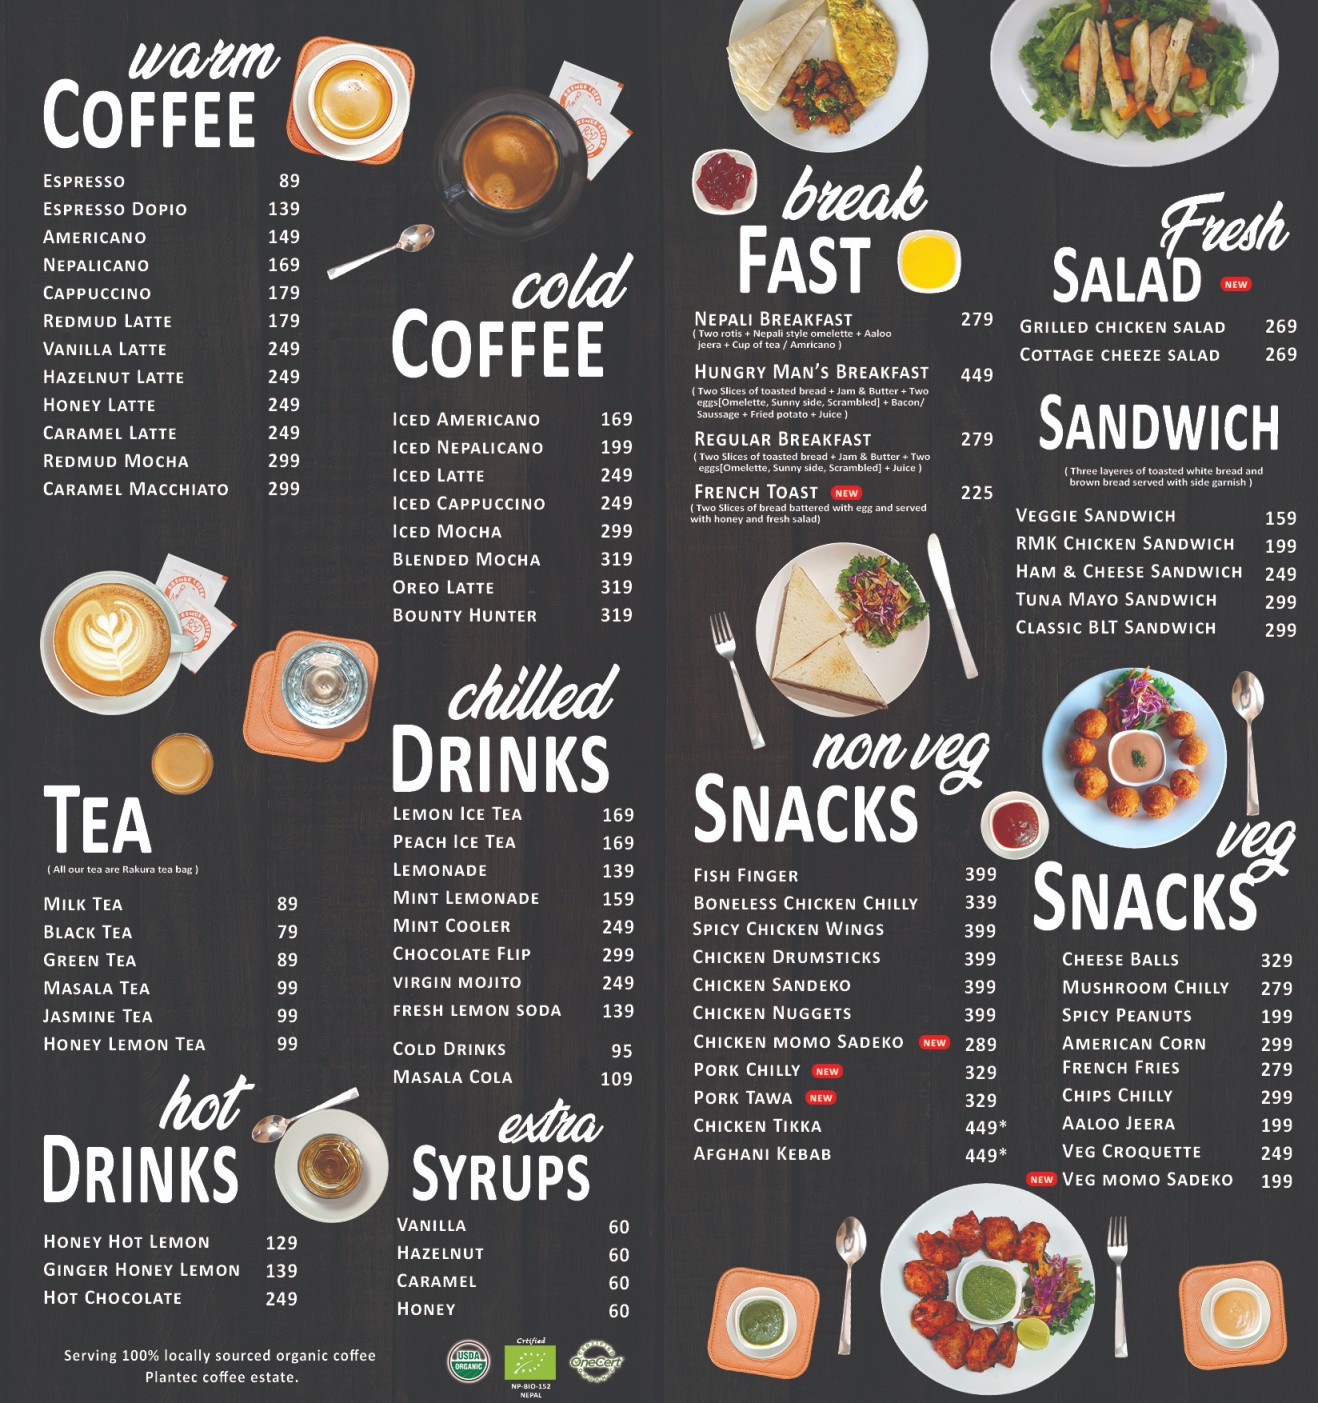 warm
COFFEE
ESPRESSO 89
ESPRESSO DOPIO 139
AMERICANO 149
NEPALICANO 169
CAPPUCCINO 179
REDMUD LATTE 179
VANILLA LATTE 249
HAZELNUT LATTE 249
HONEY LATTE 249
CARAMEL LATTE 249
REDMUD MOCHA 299
CARAMEL MACCHIATO 299
TEA
( All our tea are Rakura tea bag )
MILK TEA 89
BLACK TEA 79
GREEN TEA 89
MASALA TEA 99
JASMINE TEA 99
HONEY LEMON TEA 99
hot
DRINKS
HONEY HOT LEMON 129
GINGER HONEY LEMON 139
HOT CHOCOLATE 249
Serving 100% locally sourced organic coffee
Plantec coffee estate.
cold
COFFEE
ICED AMERICANO 169
ICED NEPALICANO 199
ICED LATTE 249
ICED CAPPUCCINO 249
ICED MOCHA 299
BLENDED MOCHA 319
OREO LATTE 319
BOUNTY HUNTER 319
chilled
DRINKS
LEMON ICE TEA 169
PEACH ICE TEA 169
LEMONADE 139
MINT LEMONADE 159
MINT COOLER 249
CHOCOLATE FLIP 299
VIRGIN MOJITO 249
FRESH LEMON SODA 139
COLD DRINKS 95
MASALA COLA 109
extra
SYRUPS
VANILLA 60
HAZELNUT 60
CARAMEL 60
HONEY 60
USDA
ORGANIC
Crtified
NP-BIO-152
NEPAL
OneCert
break
FAST
NEPALI BREAKFAST 279
( Two rotis + Nepali style omelette + Aaloo
jeera + Cup of tea / Amricano )
HUNGRY MAN'S BREAKFAST 449
( Two Slices of toasted bread + Jam & Butter + Two
eggs[Omelette, Sunny side, Scrambled] + Bacon/
Saussage + Fried potato + Juice )
REGULAR BREAKFAST 279
( Two Slices of toasted bread + Jam & Butter + Two
eggs[Omelette, Sunny side, Scrambled] + Juice )
FRENCH TOAST NEW 225
( Two Slices of bread battered with egg and served
with honey and fresh salad)
non veg
SNACKS
FISH FINGER 399
BONELESS CHICKEN CHILLY 339
SPICY CHICKEN WINGS 399
CHICKEN DRUMSTICKS 399
CHICKEN SANDEKO 399
CHICKEN NUGGETS 399
CHICKEN MOMO SADEKO NEW 289
PORK CHILLY NEW 329
PORK TAWA NEW 329
CHICKEN TIKKA 449*
AFGHANI KEBAB 449*
Fresh
SALAD NEW
GRILLED CHICKEN SALAD 269
COTTAGE CHEEZE SALAD 269
SANDWICH
( Three layeres of toasted white bread and
brown bread served with side garnish )
VEGGIE SANDWICH 159
RMK CHICKEN SANDWICH 199
HAM & CHEESE SANDWICH 249
TUNA MAYO SANDWICH 299
CLASSIC BLT SANDWICH 299
veg
SNACKS
CHEESE BALLS 329
MUSHROOM CHILLY 279
SPICY PEANUTS 199
AMERICAN CORN 299
FRENCH FRIES 279
CHIPS CHILLY 299
AALOO JEERA 199
VEG CROQUETTE 249
NEW VEG MOMO SADEKO 199